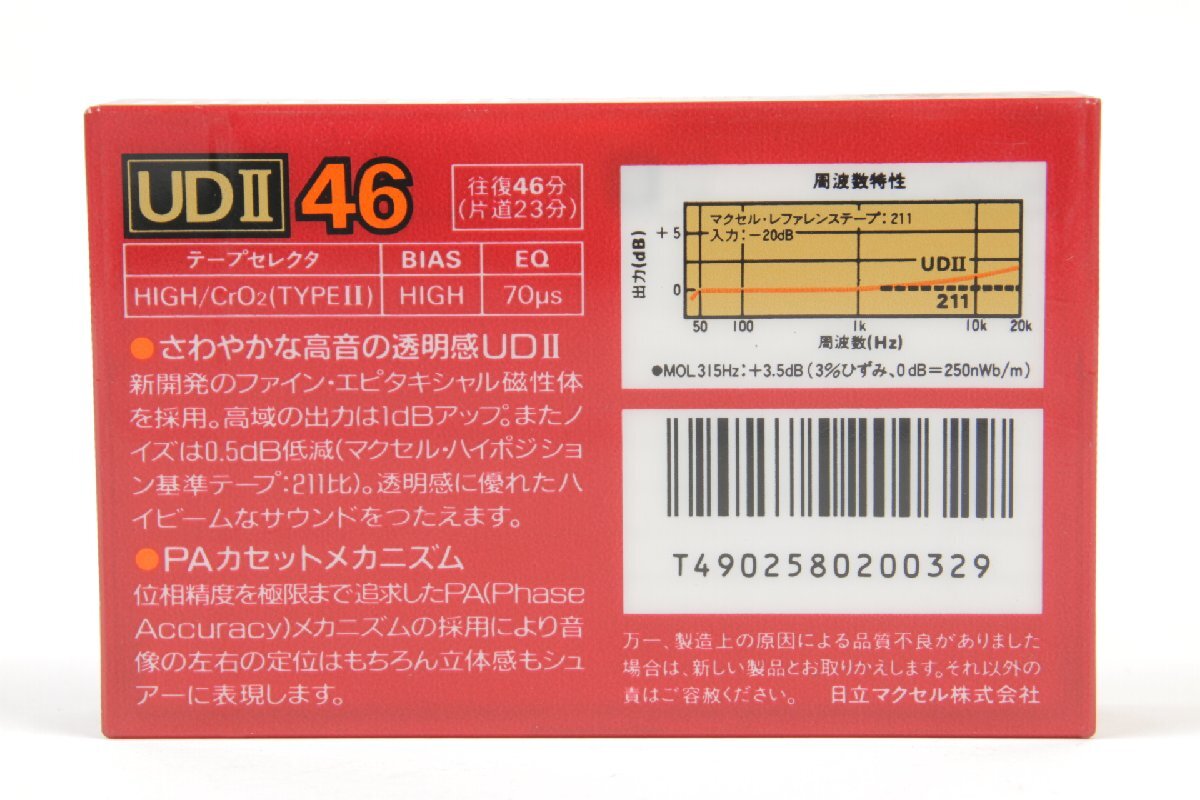 UDII 46
往復46分
(片道23分)
テープセレクタ BIAS EQ
HIGH/CrO₂(TYPEII) HIGH 70μs
●さわやかな高音の透明感UDII
新開発のファイン・エピタキシャル磁性体
を採用。高域の出力は1dBアップ。またノ
イズは0.5dB低減(マクセル・ハイポジショ
ン基準テープ:211比)。透明感に優れたハ
イビームなサウンドをつたえます。
●PAカセットメカニズム
位相精度を極限まで追求したPA(Phase
Accuracy)メカニズムの採用により音
像の左右の定位はもちろん立体感もシュ
アーに表現します。
周波数特性
マクセル・レファレンステープ:211
入力:−20dB
出力(dB)
+5
0
UDII
211
50 100 1k 10k 20k
周波数(Hz)
●MOL315Hz:+3.5dB(3%ひずみ、0dB=250nWb/m)
T4902580200329
万一、製造上の原因による品質不良がありました
場合は、新しい製品とお取りかえします。それ以外の
責はご容赦ください。 日立マクセル株式会社